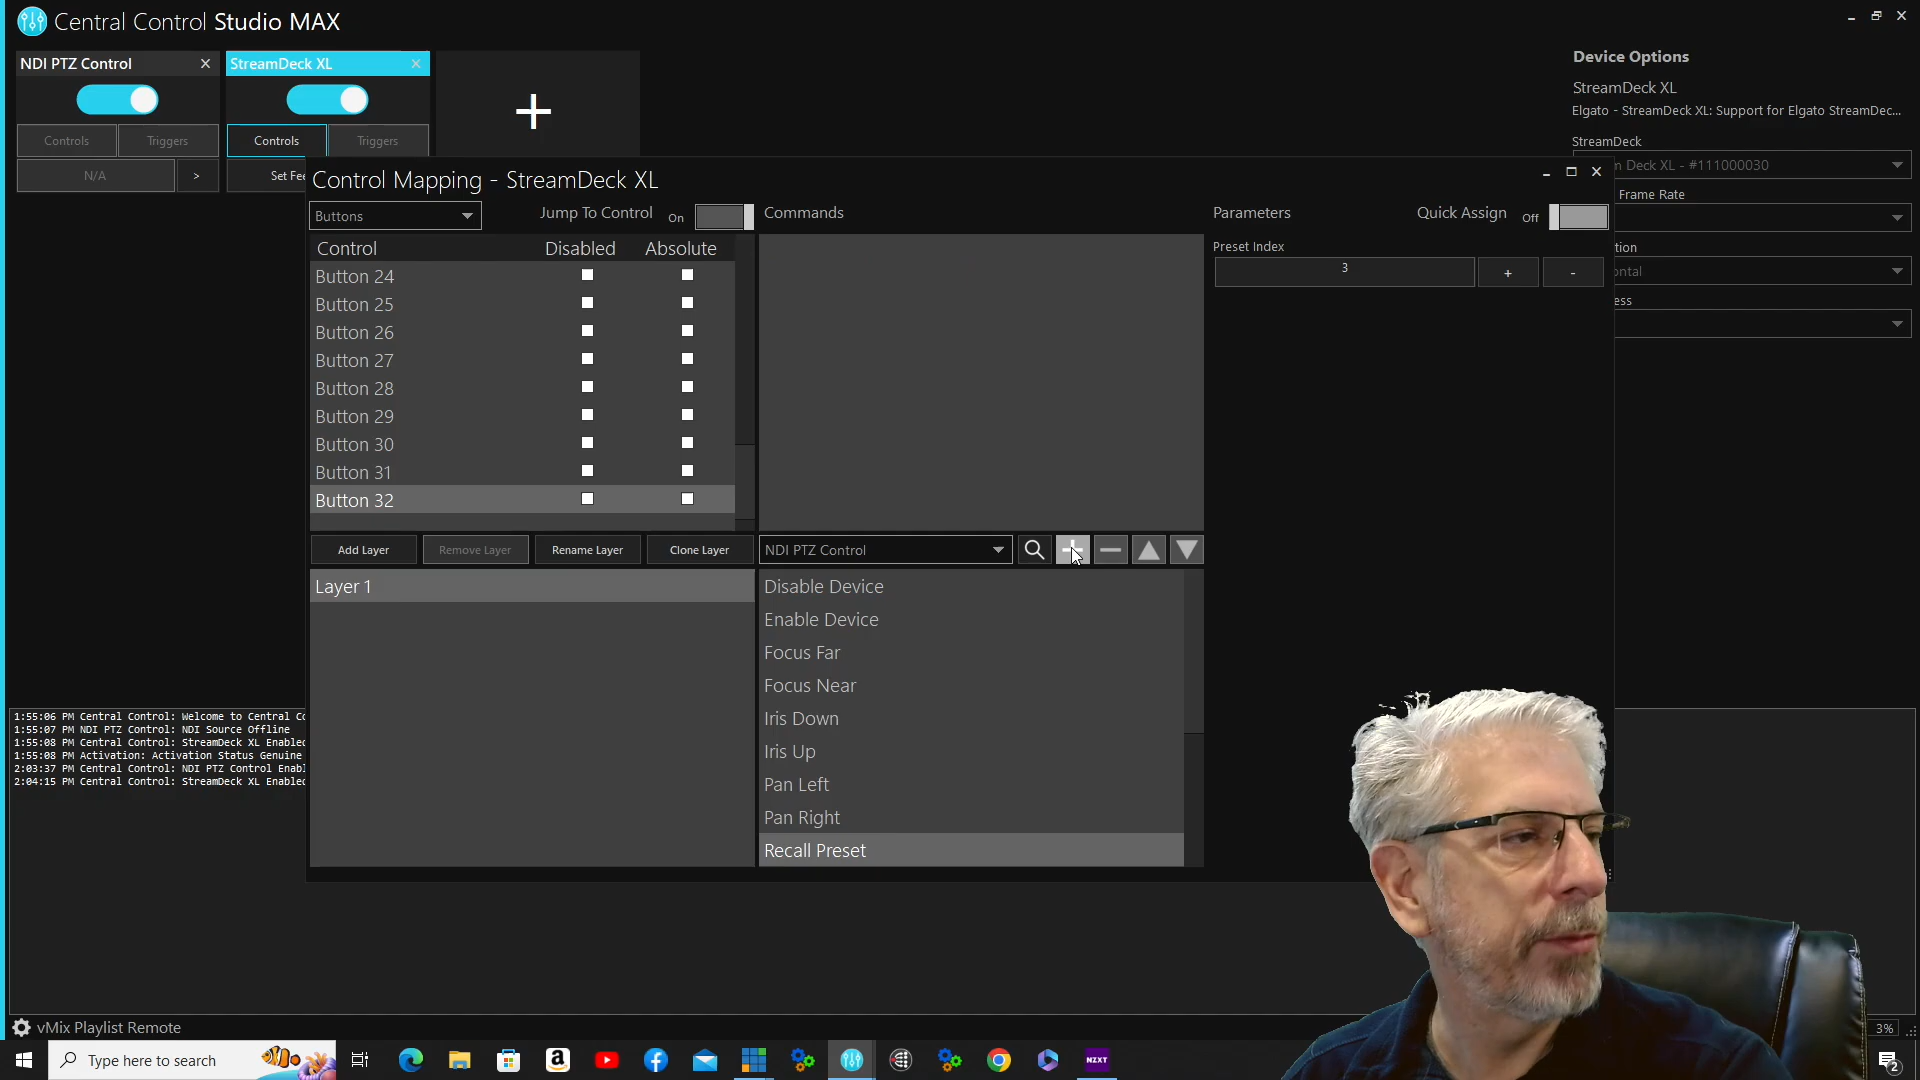 Central Control Studio MAX
NDI PTZ Control
StreamDeck XL
Controls
Triggers
Controls
Triggers
N/A
>
Set Fee
Device Options
StreamDeck XL
Elgato - StreamDeck XL: Support for Elgato StreamDec...
StreamDeck
m Deck XL - #111000030
Frame Rate
tion
ontal
ess
Control Mapping - StreamDeck XL
Buttons
Jump To Control
On
Commands
Parameters
Quick Assign
Off
Control
Disabled
Absolute
Preset Index
3
+
-
Button 24
Button 25
Button 26
Button 27
Button 28
Button 29
Button 30
Button 31
Button 32
Add Layer
Remove Layer
Rename Layer
Clone Layer
NDI PTZ Control
Layer 1
Disable Device
Enable Device
Focus Far
Focus Near
Iris Down
Iris Up
Pan Left
Pan Right
Recall Preset
1:55:06 PM Central Control: Welcome to Central Co
1:55:07 PM NDI PTZ Control: NDI Source Offline
1:55:08 PM Central Control: StreamDeck XL Enabled
1:55:08 PM Activation: Activation Status Genuine
2:03:37 PM Central Control: NDI PTZ Control Enabl
2:04:15 PM Central Control: StreamDeck XL Enabled
vMix Playlist Remote
3%
Type here to search
NZXT
2